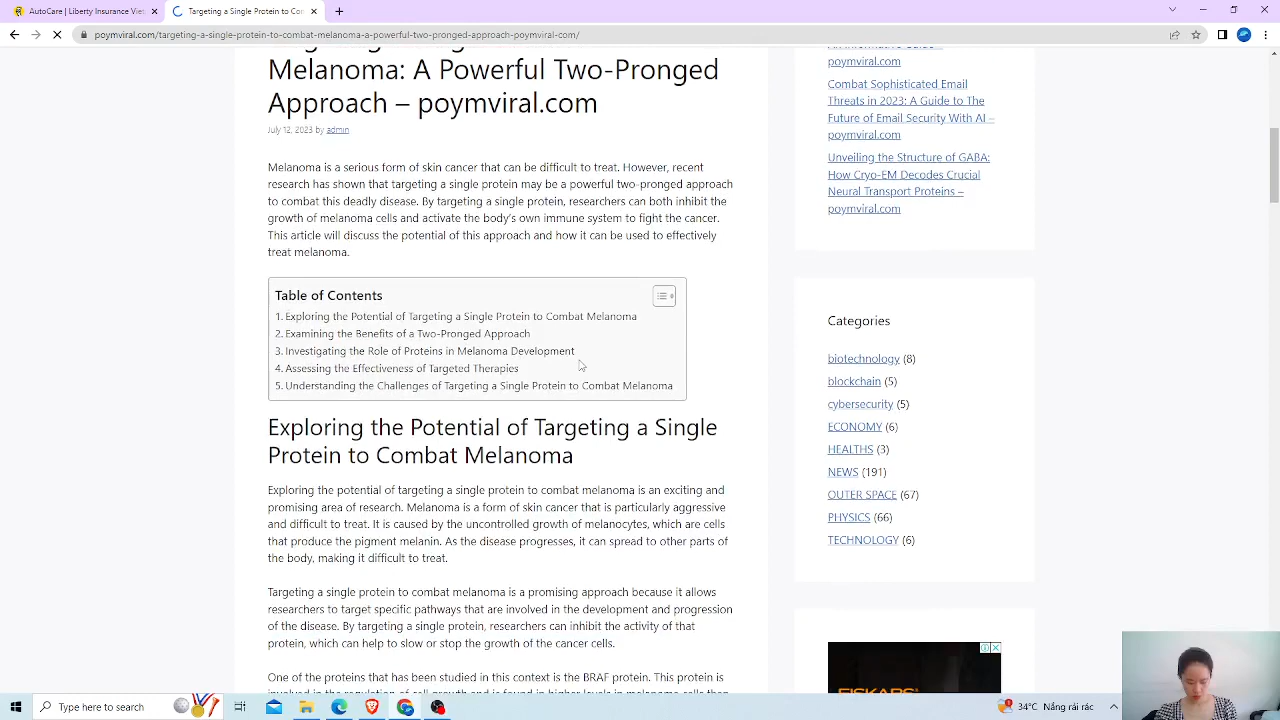 AutoCare | Liberty Insurance Viet
Targeting a Single Protein to Com
poymviral.com/targeting-a-single-protein-to-combat-melanoma-a-powerful-two-pronged-approach-poymviral-com/
Melanoma: A Powerful Two-Pronged
Approach – poymviral.com
July 12, 2023 by admin
Melanoma is a serious form of skin cancer that can be difficult to treat. However, recent
research has shown that targeting a single protein may be a powerful two-pronged approach
to combat this deadly disease. By targeting a single protein, researchers can both inhibit the
growth of melanoma cells and activate the body's own immune system to fight the cancer.
This article will discuss the potential of this approach and how it can be used to effectively
treat melanoma.
Table of Contents
1. Exploring the Potential of Targeting a Single Protein to Combat Melanoma
2. Examining the Benefits of a Two-Pronged Approach
3. Investigating the Role of Proteins in Melanoma Development
4. Assessing the Effectiveness of Targeted Therapies
5. Understanding the Challenges of Targeting a Single Protein to Combat Melanoma
Exploring the Potential of Targeting a Single
Protein to Combat Melanoma
Exploring the potential of targeting a single protein to combat melanoma is an exciting and
promising area of research. Melanoma is a form of skin cancer that is particularly aggressive
and difficult to treat. It is caused by the uncontrolled growth of melanocytes, which are cells
that produce the pigment melanin. As the disease progresses, it can spread to other parts of
the body, making it difficult to treat.
Targeting a single protein to combat melanoma is a promising approach because it allows
researchers to target specific pathways that are involved in the development and progression
of the disease. By targeting a single protein, researchers can inhibit the activity of that
protein, which can help to slow or stop the growth of the cancer cells.
One of the proteins that has been studied in this context is the BRAF protein. This protein is
poymviral.com
Combat Sophisticated Email
Threats in 2023: A Guide to The
Future of Email Security With AI –
poymviral.com
Unveiling the Structure of GABA:
How Cryo-EM Decodes Crucial
Neural Transport Proteins –
poymviral.com
Categories
biotechnology (8)
blockchain (5)
cybersecurity (5)
ECONOMY (6)
HEALTHS (3)
NEWS (191)
OUTER SPACE (67)
PHYSICS (66)
TECHNOLOGY (6)
FISKARS
Type here to search
34°C Nắng rải rác